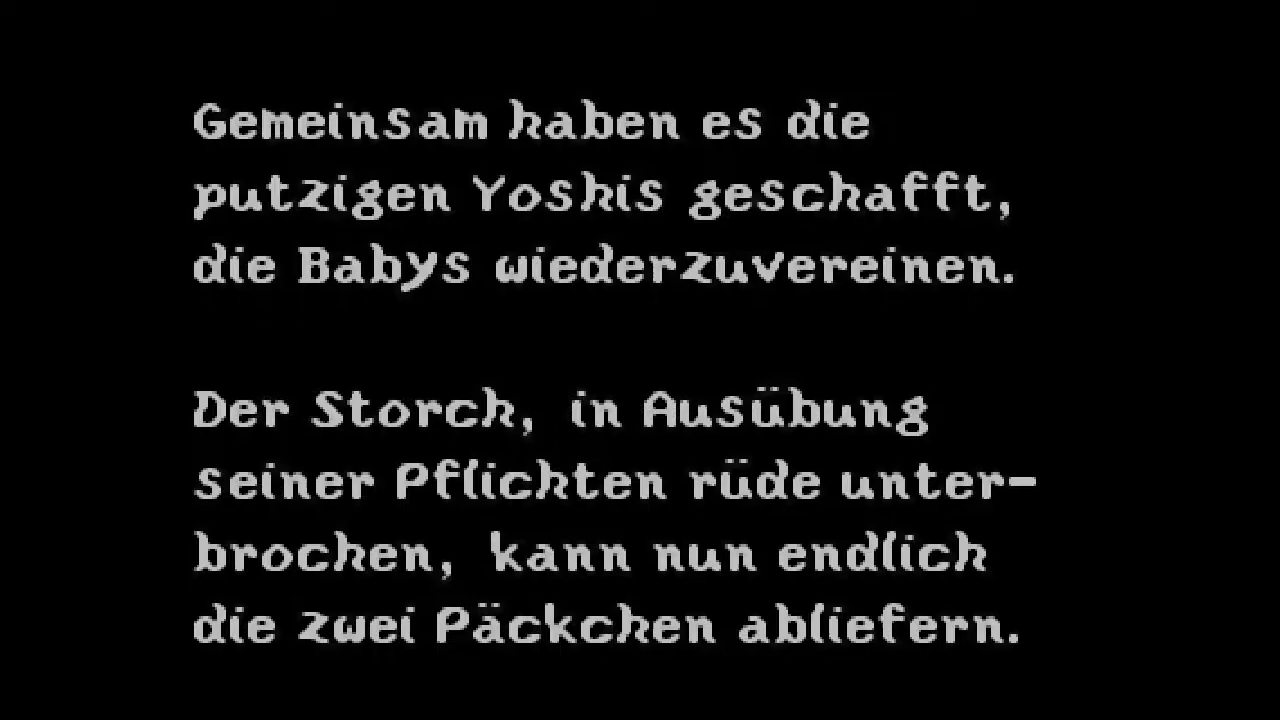 Gemeinsam haben es die
putzigen Yoshis geschafft,
die Babys wiederzuvereinen.
Der Storch, in Ausübung
seiner Pflichten rüde unter-
brochen, kann nun endlich
die zwei Päckchen abliefern.